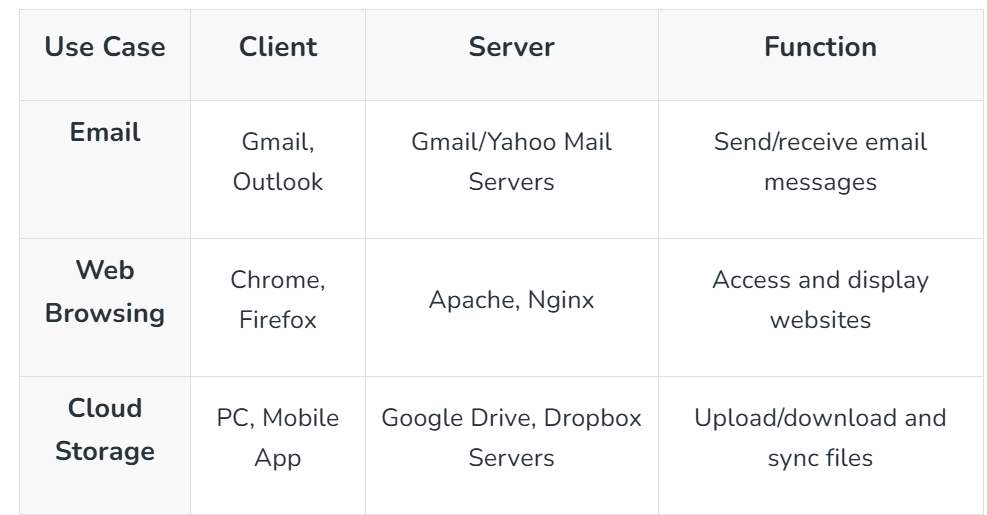 Use Case Client Server Function
Email
Gmail,
Outlook
Gmail/Yahoo Mail
Servers
Send/receive email
messages
Web
Browsing
Chrome,
Firefox
Apache, Nginx
Access and display
websites
Cloud
Storage
PC, Mobile
App
Google Drive, Dropbox
Servers
Upload/download and
sync files